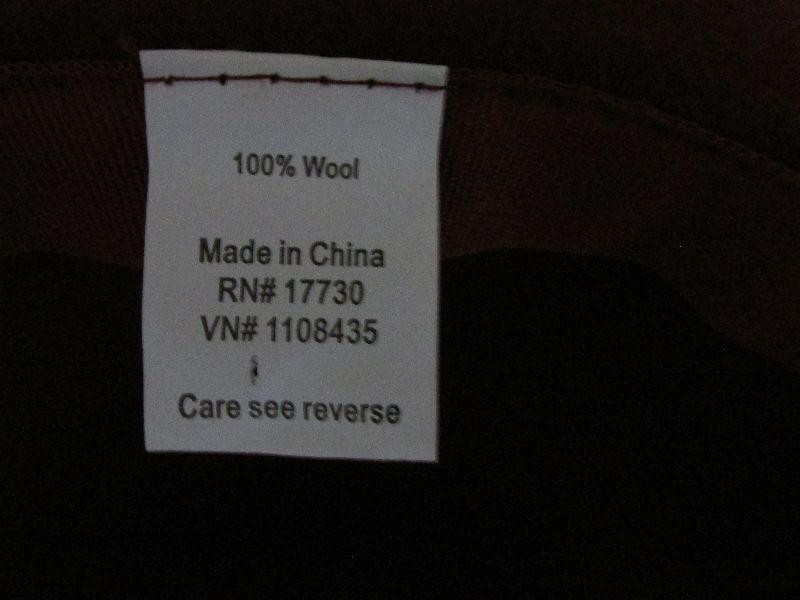 100% Wool
Made in China
RN# 17730
VN# 1108435
Care see reverse